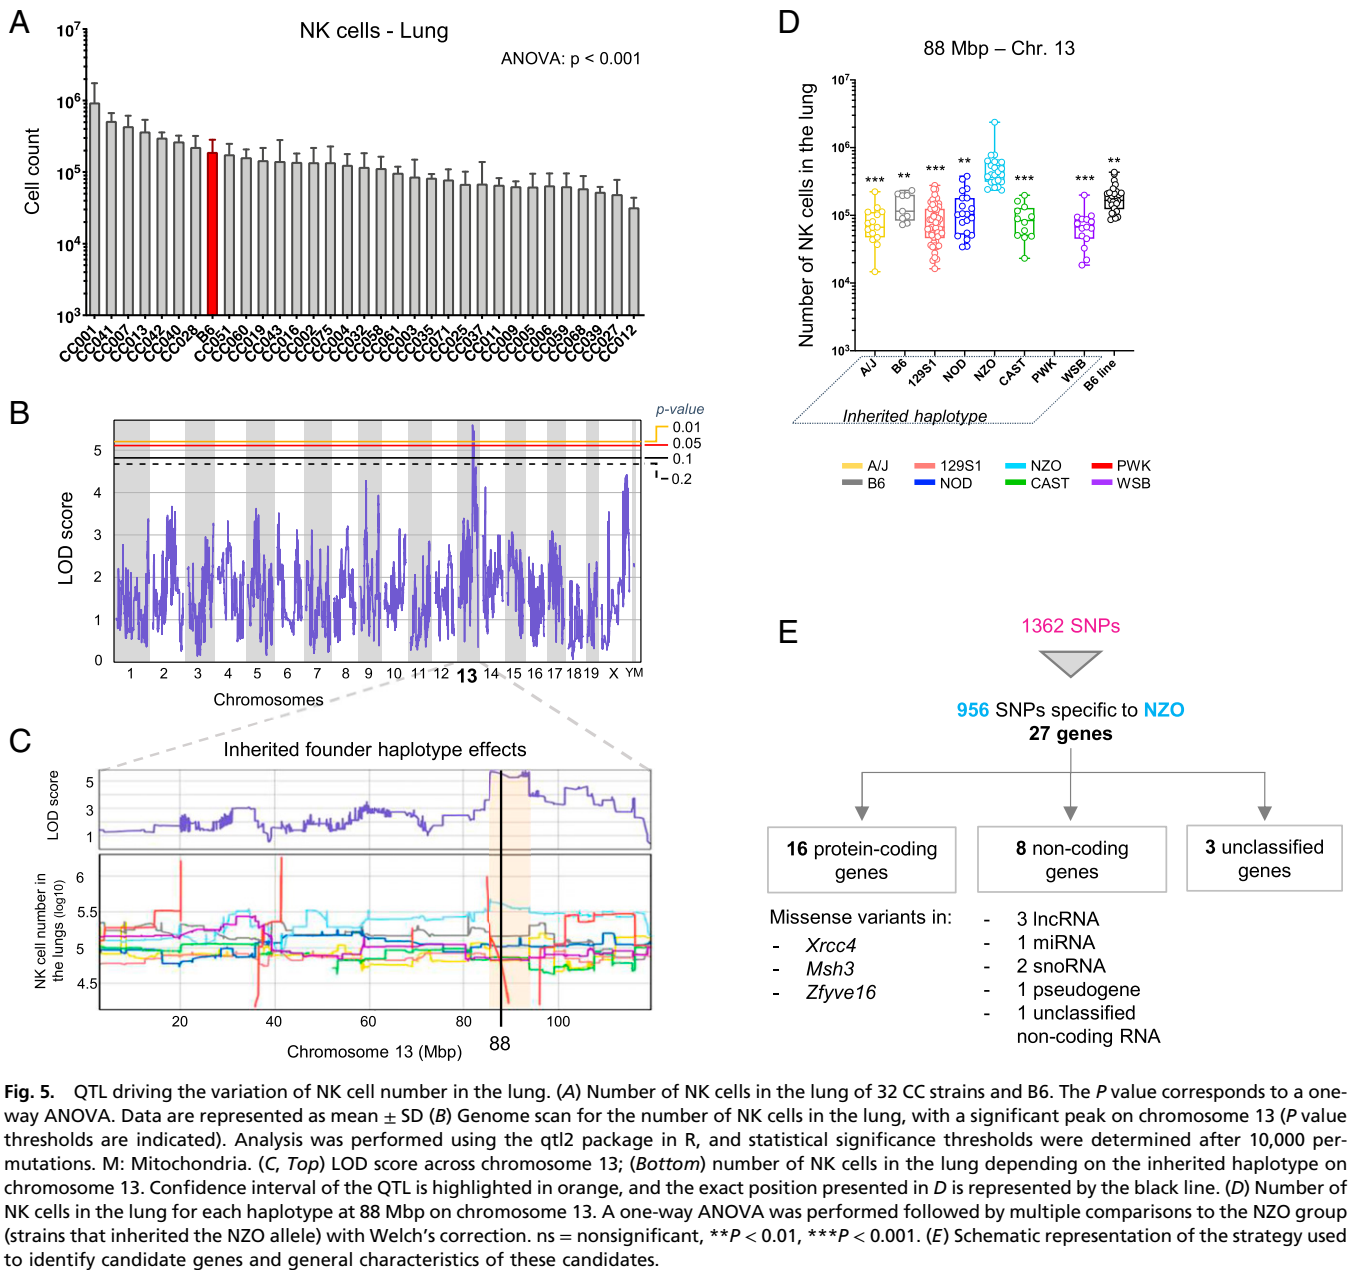 A
NK cells - Lung
ANOVA: p < 0.001
Cell count
10⁷
10⁶
10⁵
10⁴
10³
CC001
CC041
CC007
CC013
CC042
CC040
CC028
B6
CC051
CC060
CC019
CC043
CC016
CC002
CC075
CC004
CC032
CC058
CC061
CC003
CC035
CC071
CC025
CC037
CC011
CC009
CC005
CC006
CC059
CC068
CC039
CC027
CC012
B
p-value
0.01
0.05
0.1
0.2
LOD score
5
4
3
2
1
0
1 2 3 4 5 6 7 8 9 10 11 12 13 14 15 16 17 18 19 X YM
Chromosomes
C
Inherited founder haplotype effects
LOD score
5
3
1
NK cell number in
the lungs (log10)
6
5.5
5
4.5
20 40 60 80 100
88
Chromosome 13 (Mbp)
D
88 Mbp – Chr. 13
Number of NK cells in the lung
10⁷
10⁶
10⁵
10⁴
10³
*** ** *** ** *** *** **
A/J
B6
129S1
NOD
NZO
CAST
PWK
WSB
B6 line
Inherited haplotype
A/J 129S1 NZO PWK
B6 NOD CAST WSB
E
1362 SNPs
956 SNPs specific to NZO
27 genes
16 protein-coding
genes
8 non-coding
genes
3 unclassified
genes
Missense variants in:
- Xrcc4
- Msh3
- Zfyve16
- 3 lncRNA
- 1 miRNA
- 2 snoRNA
- 1 pseudogene
- 1 unclassified
non-coding RNA
Fig. 5. QTL driving the variation of NK cell number in the lung. (A) Number of NK cells in the lung of 32 CC strains and B6. The P value corresponds to a one-
way ANOVA. Data are represented as mean ± SD (B) Genome scan for the number of NK cells in the lung, with a significant peak on chromosome 13 (P value
thresholds are indicated). Analysis was performed using the qtl2 package in R, and statistical significance thresholds were determined after 10,000 per-
mutations. M: Mitochondria. (C, Top) LOD score across chromosome 13; (Bottom) number of NK cells in the lung depending on the inherited haplotype on
chromosome 13. Confidence interval of the QTL is highlighted in orange, and the exact position presented in D is represented by the black line. (D) Number of
NK cells in the lung for each haplotype at 88 Mbp on chromosome 13. A one-way ANOVA was performed followed by multiple comparisons to the NZO group
(strains that inherited the NZO allele) with Welch's correction. ns = nonsignificant, **P < 0.01, ***P < 0.001. (E) Schematic representation of the strategy used
to identify candidate genes and general characteristics of these candidates.